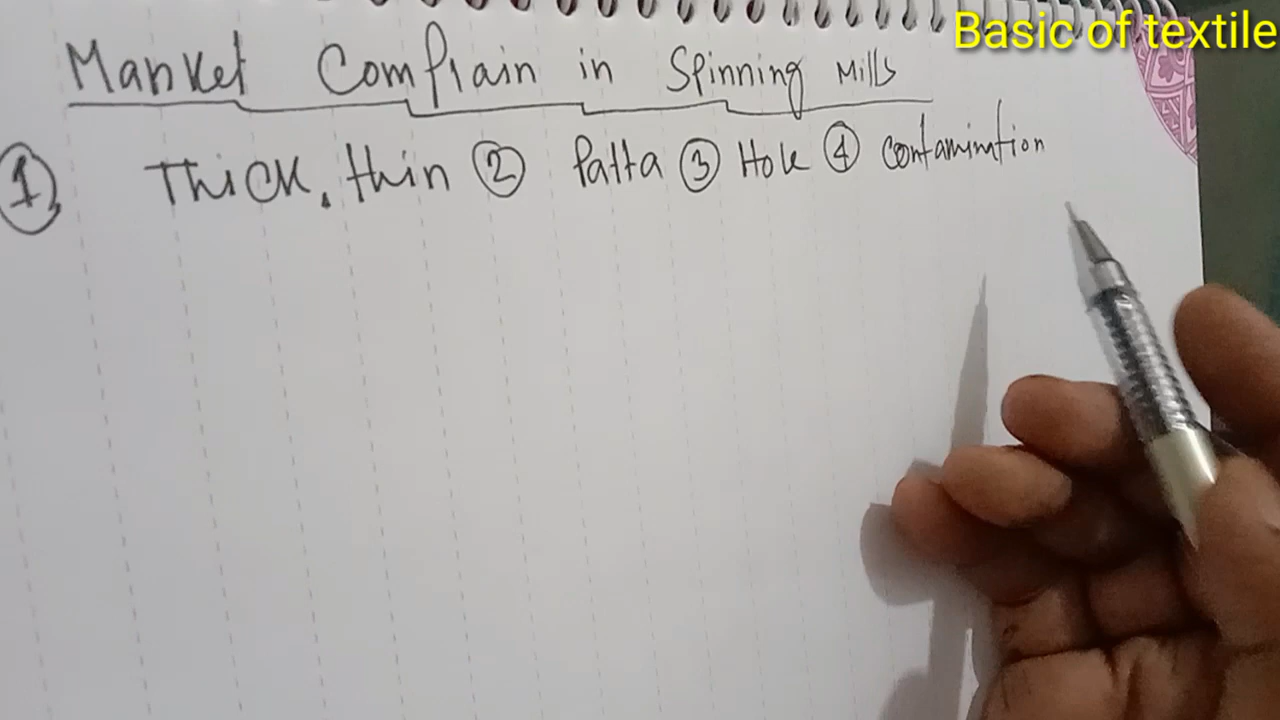 Basic of textile
Market Complain in Spinning Mills
① Thick, thin ② Patta ③ Hole ④ contamination